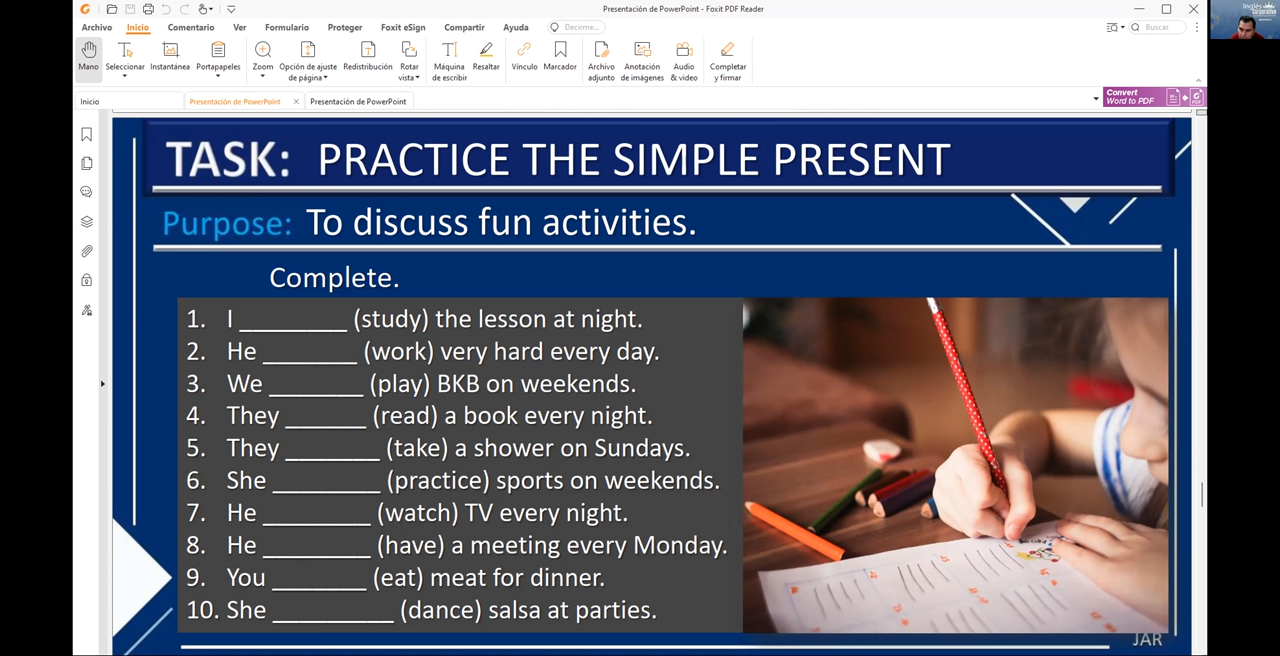 Presentación de PowerPoint - Foxit PDF Reader
Inglés
Corporativo
Archivo Inicio Comentario Ver Formulario Proteger Foxit eSign Compartir Ayuda Decirme... Buscar
Mano Seleccionar Instantánea Portapapeles Zoom Opción de ajuste de página Redistribución Rotar vista Máquina de escribir Resaltar Vínculo Marcador Archivo adjunto Anotación de imágenes Audio & video Completar y firmar
Inicio Presentación de PowerPoint Presentación de PowerPoint
Convert
Word to PDF
TASK: PRACTICE THE SIMPLE PRESENT
Purpose: To discuss fun activities.
Complete.
1. I ________ (study) the lesson at night.
2. He _______ (work) very hard every day.
3. We _______ (play) BKB on weekends.
4. They ______ (read) a book every night.
5. They _______ (take) a shower on Sundays.
6. She ________ (practice) sports on weekends.
7. He ________ (watch) TV every night.
8. He ________ (have) a meeting every Monday.
9. You _______ (eat) meat for dinner.
10. She _________ (dance) salsa at parties.
JAR